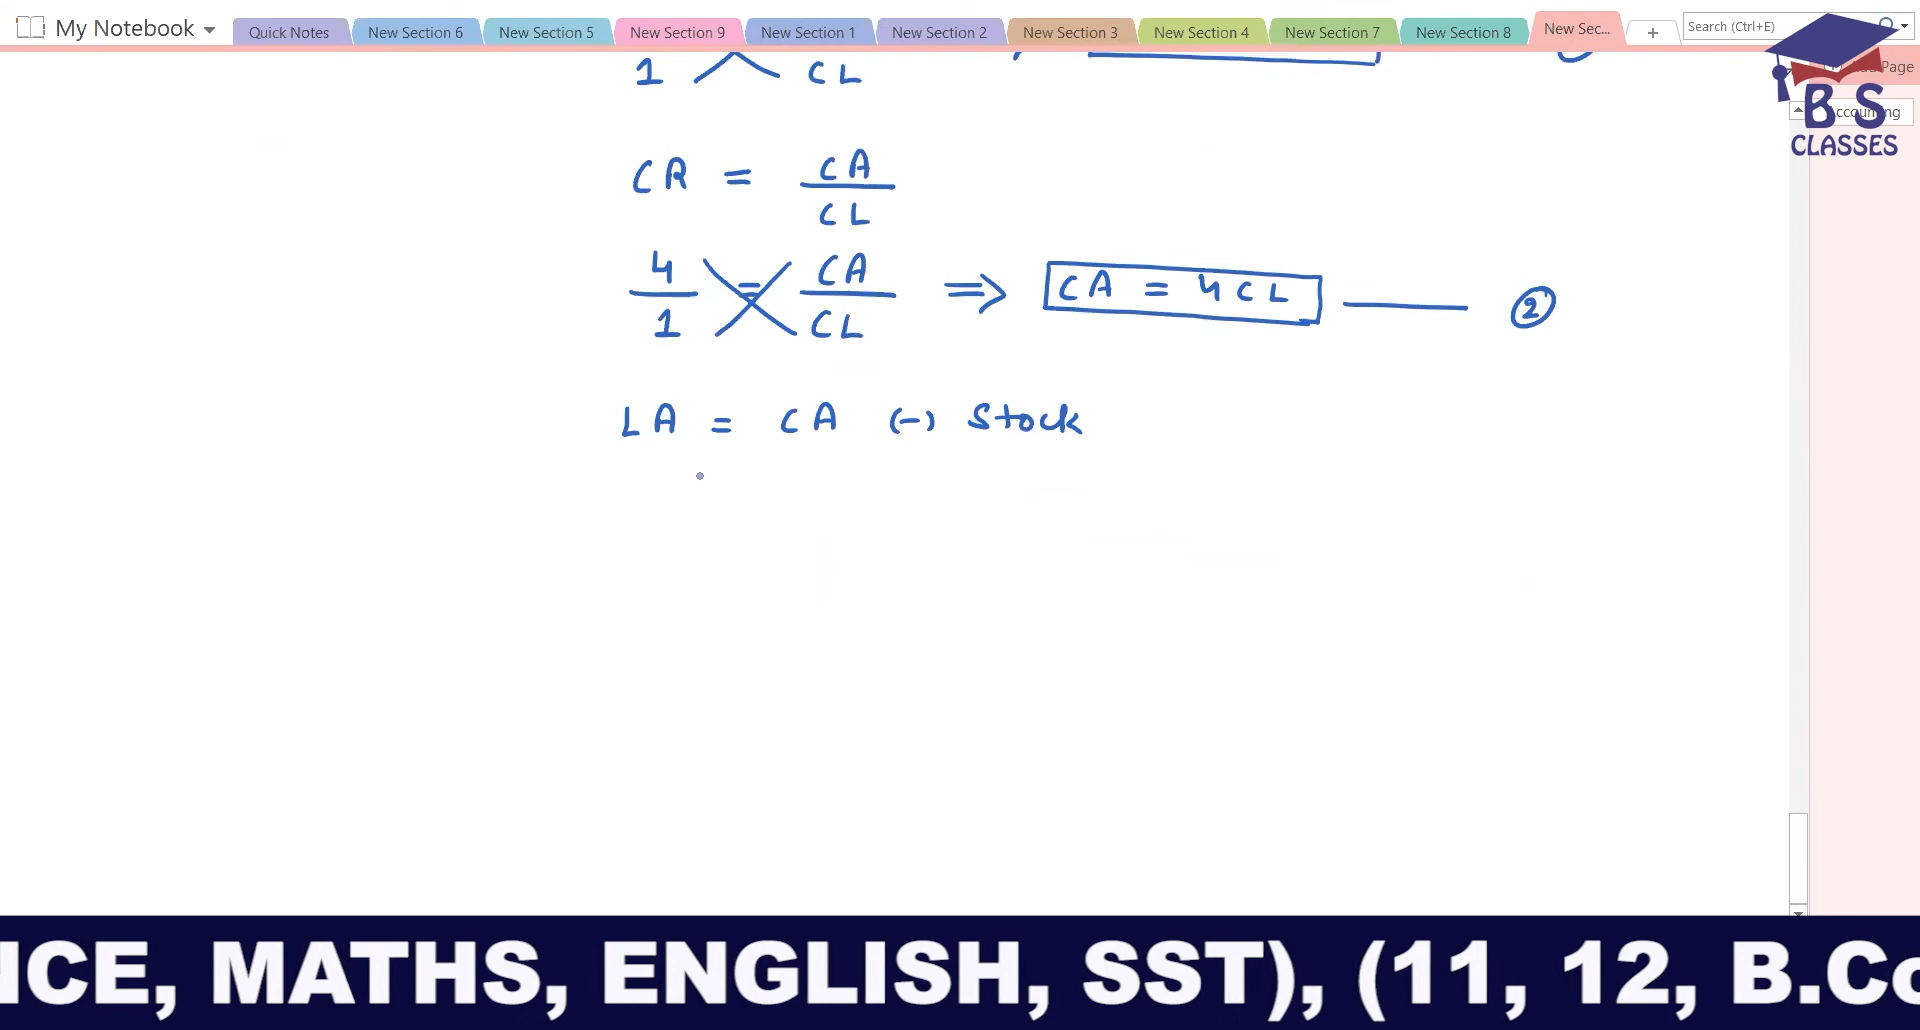 My Notebook
Quick Notes
New Section 6
New Section 5
New Section 9
New Section 1
New Section 2
New Section 3
New Section 4
New Section 7
New Section 8
New Sec...
Search (Ctrl+E)
Page
B S
CLASSES
1 CL
CR = CA
CL
4 = CA ⇒ CA = 4CL ②
1 CL
LA = CA (-) Stock
NCE, MATHS, ENGLISH, SST), (11, 12, B.Co